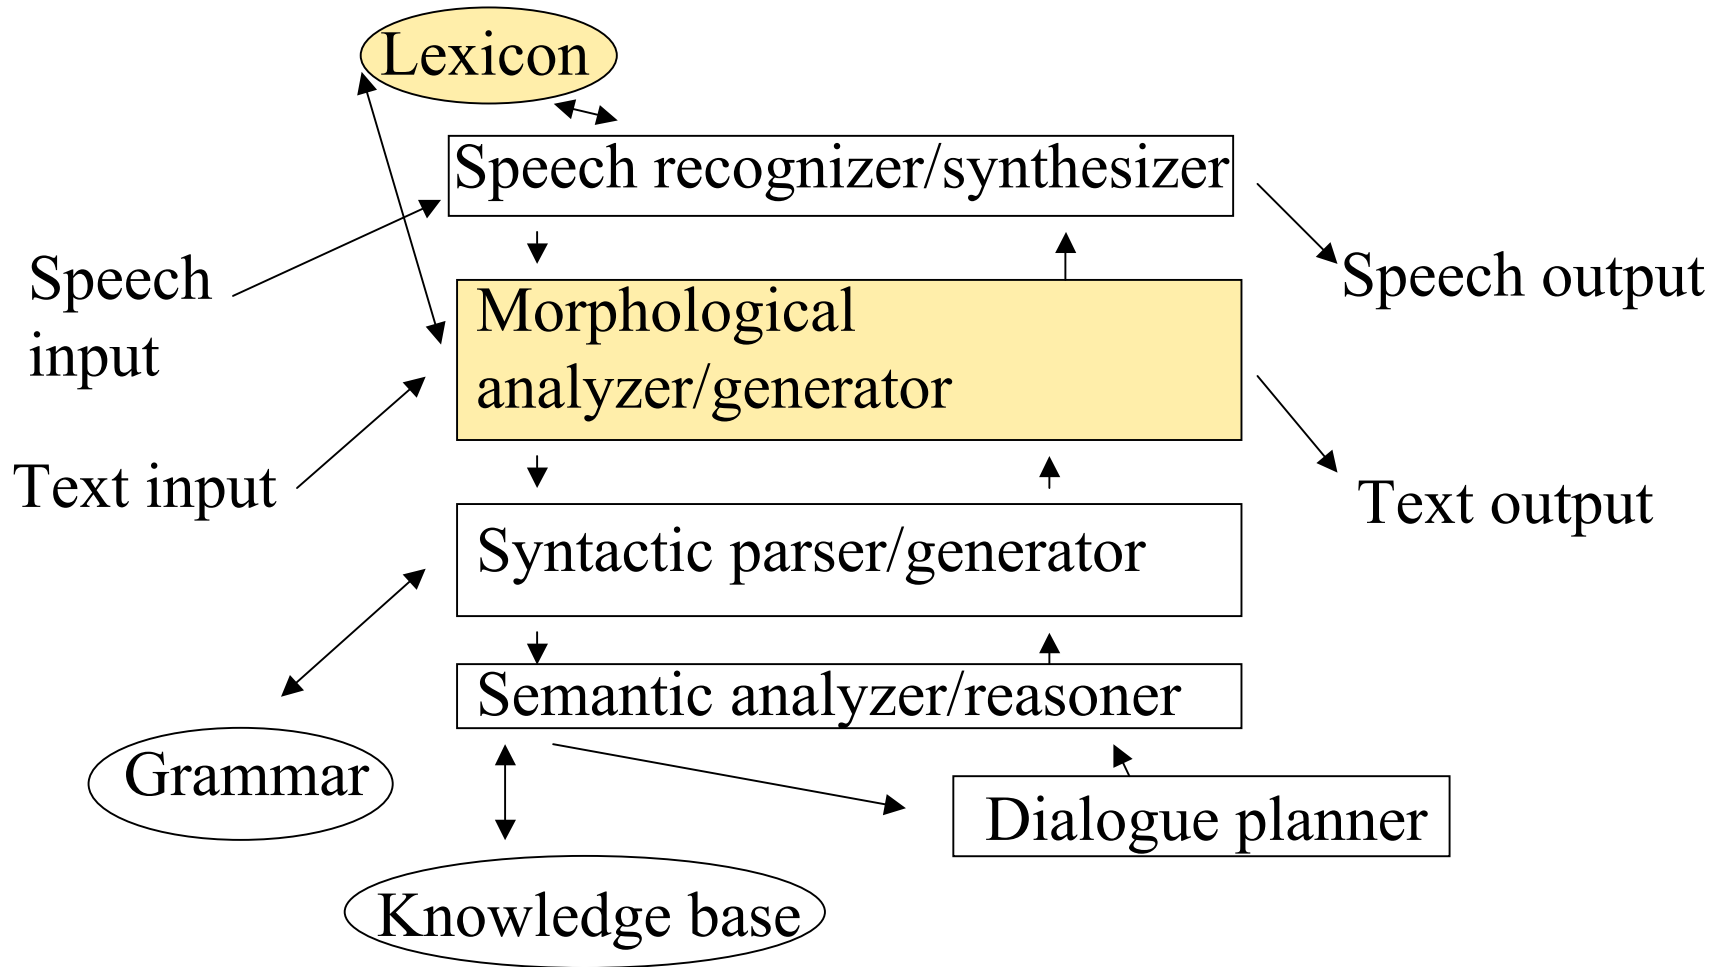 Lexicon
Speech recognizer/synthesizer
Speech
input
Speech output
Morphological
analyzer/generator
Text input
Text output
Syntactic parser/generator
Semantic analyzer/reasoner
Grammar
Dialogue planner
Knowledge base